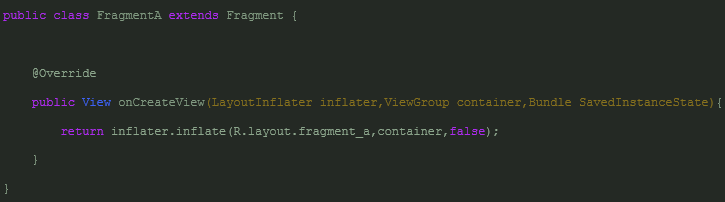 public class FragmentA extends Fragment {
@Override
public View onCreateView(LayoutInflater inflater,ViewGroup container,Bundle SavedInstanceState){
return inflater.inflate(R.layout.fragment_a,container,false);
}
}